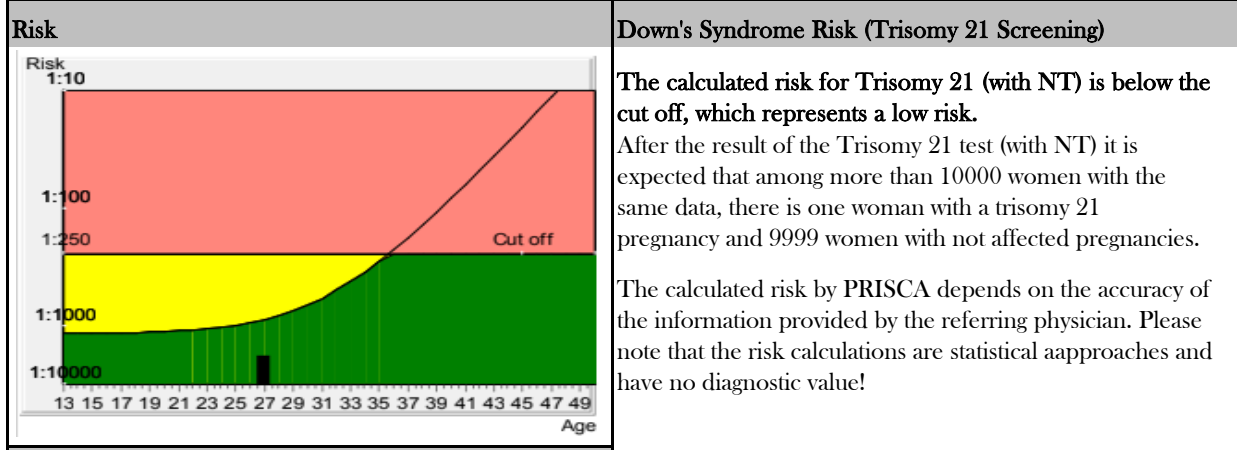 Risk
Down's Syndrome Risk (Trisomy 21 Screening)
Risk
1:10
1:100
1:250
Cut off
1:1000
1:10000
13 15 17 19 21 23 25 27 29 31 33 35 37 39 41 43 45 47 49
Age
The calculated risk for Trisomy 21 (with NT) is below the
cut off, which represents a low risk.
After the result of the Trisomy 21 test (with NT) it is
expected that among more than 10000 women with the
same data, there is one woman with a trisomy 21
pregnancy and 9999 women with not affected pregnancies.
The calculated risk by PRISCA depends on the accuracy of
the information provided by the referring physician. Please
note that the risk calculations are statistical aapproaches and
have no diagnostic value!